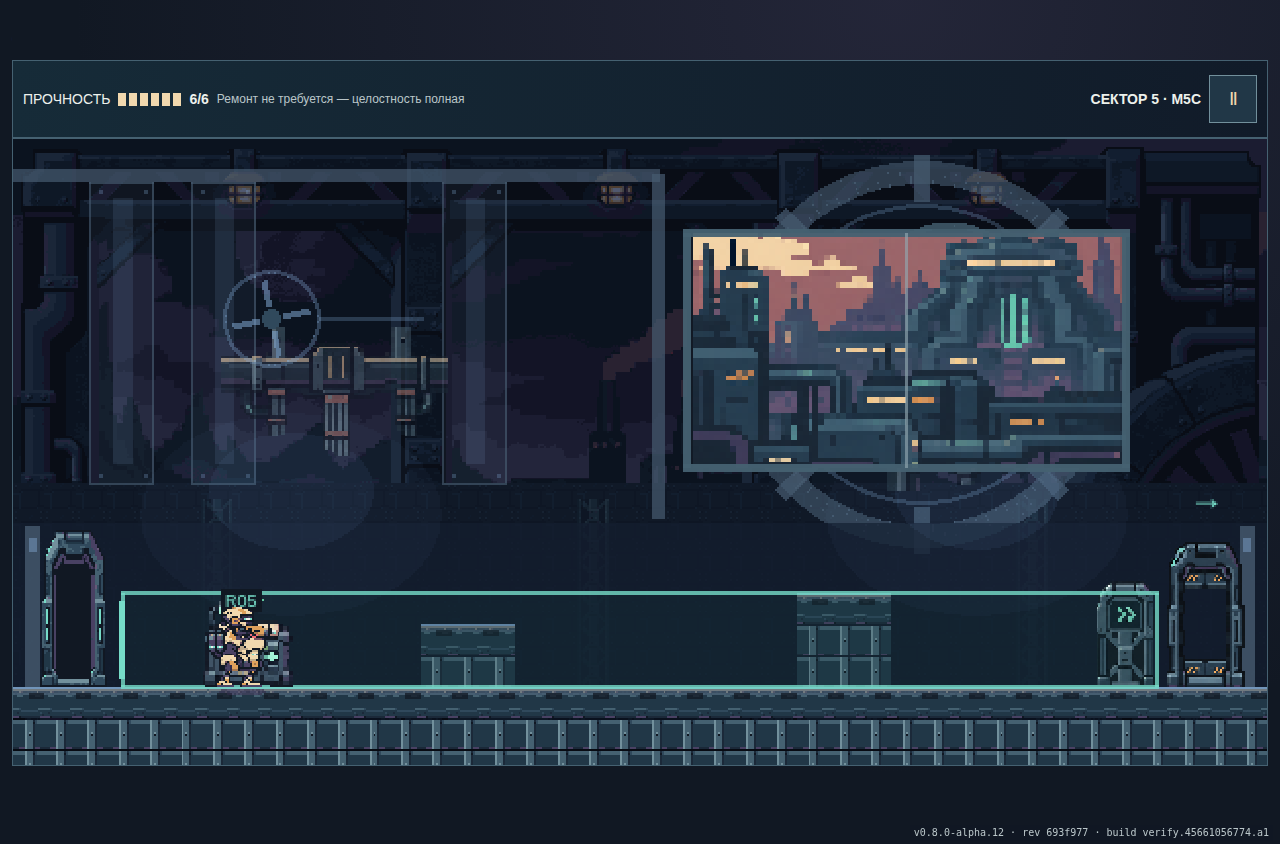 ПРОЧНОСТЬ 6/6 Ремонт не требуется — целостность полная
СЕКТОР 5 · M5C
R05
v0.8.0-alpha.12 · rev 693f977 · build verify.45661056774.a1